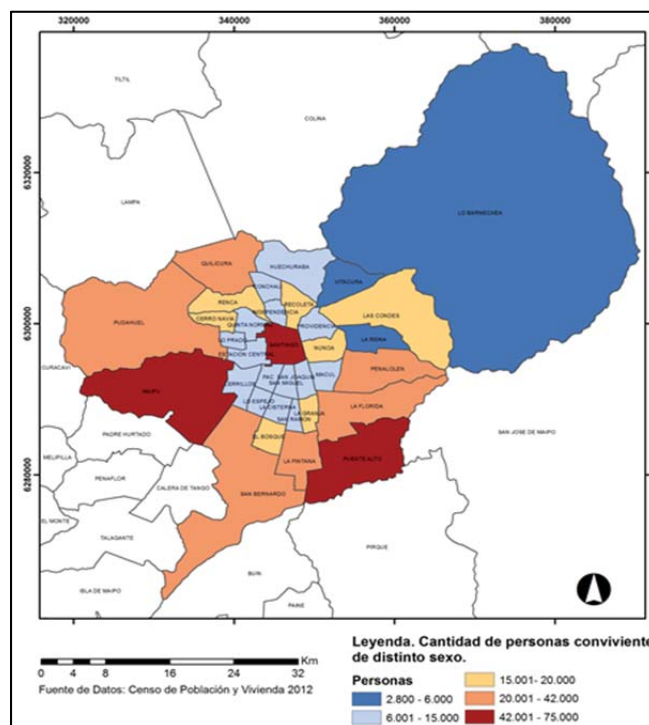 320000 340000 360000 380000
TILTIL
COLINA
6320000
LAMPA
LO BARNECHEA
QUILICURA
HUECHURABA
VITACURA
CONCHALI
RENCA
RECOLETA
INDEPENDENCIA
LAS CONDES
PUDAHUEL
6300000
CERRO NAVIA
QUINTA NORMAL
PROVIDENCIA
LO PRADO
SANTIAGO
NUNOA
LA REINA
ESTACION CENTRAL
CURACAVI
PENALOLEN
MAIPU
CERRILLOS
PAC
SAN JOAQUIN
MACUL
SAN MIGUEL
LO ESPEJO
LA CISTERNA
LA GRANJA
LA FLORIDA
SAN RAMON
PADRE HURTADO
EL BOSQUE
SAN JOSE DE MAIPO
MELIPILLA
LA PINTANA
PUENTE ALTO
6280000
PENAFLOR
CALERA DE TANGO
SAN BERNARDO
EL MONTE
TALAGANTE
PIRQUE
BUIN
ISLA DE MAIPO
PAINE
Km
0 4 8 16 24 32
Fuente de Datos: Censo de Población y Vivienda 2012
Leyenda. Cantidad de personas conviviente
de distinto sexo.
Personas
2.800 - 6.000
6.001 - 15.000
15.001- 20.000
20.001 - 42.000
42.001 - 75.000